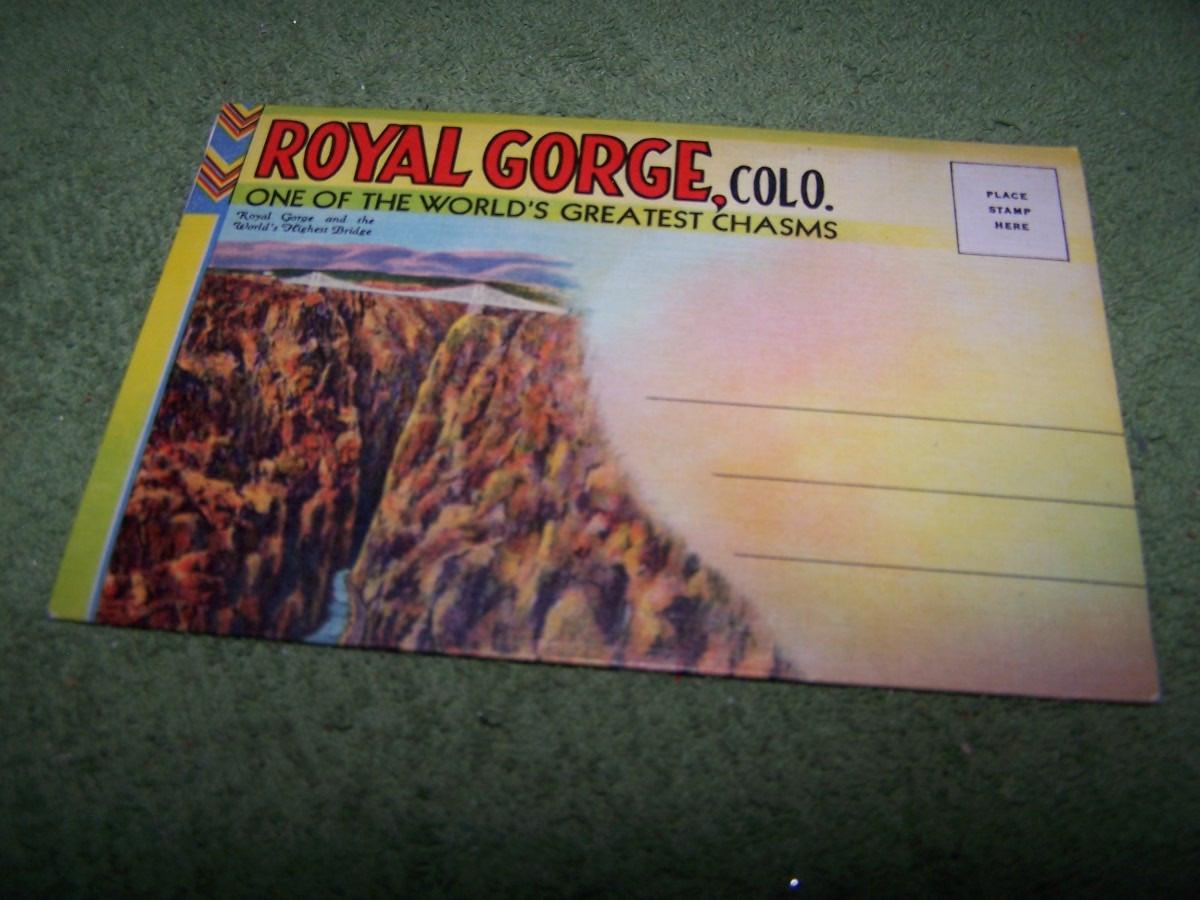 ROYAL GORGE, COLO.
ONE OF THE WORLD'S GREATEST CHASMS
Royal Gorge and the
World's Highest Bridge
PLACE
STAMP
HERE